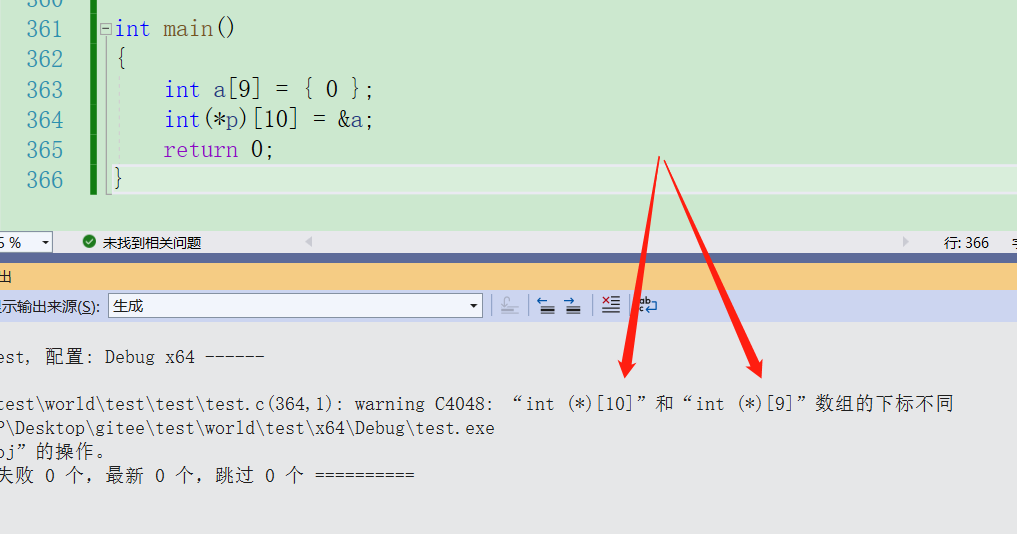 360
361 int main()
362 {
363 int a[9] = { 0 };
364 int(*p)[10] = &a;
365 return 0;
366 }
% 未找到相关问题 行: 366
出
示输出来源(S): 生成
est, 配置: Debug x64 ------
test\world\test\test\test.c(364,1): warning C4048: “int (*)[10]”和“int (*)[9]”数组的下标不同
P\Desktop\gitee\test\world\test\x64\Debug\test.exe
oj”的操作。
失败 0 个，最新 0 个，跳过 0 个 ==========